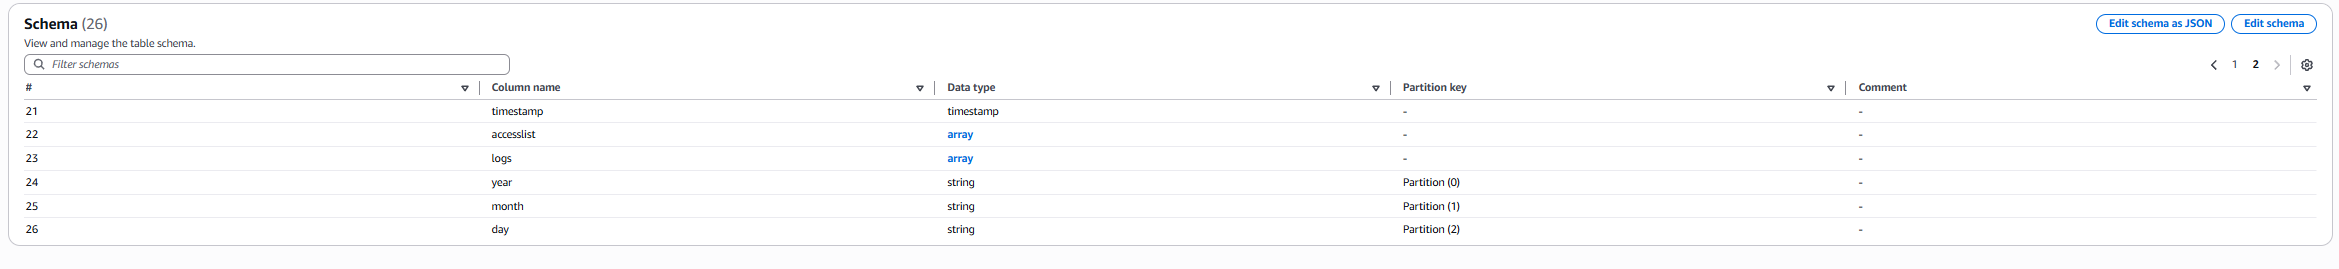 Schema (26)
Edit schema as JSON
Edit schema
View and manage the table schema.
Filter schemas
1 2
# Column name Data type Partition key Comment
21 timestamp timestamp - -
22 accesslist array - -
23 logs array - -
24 year string Partition (0) -
25 month string Partition (1) -
26 day string Partition (2) -